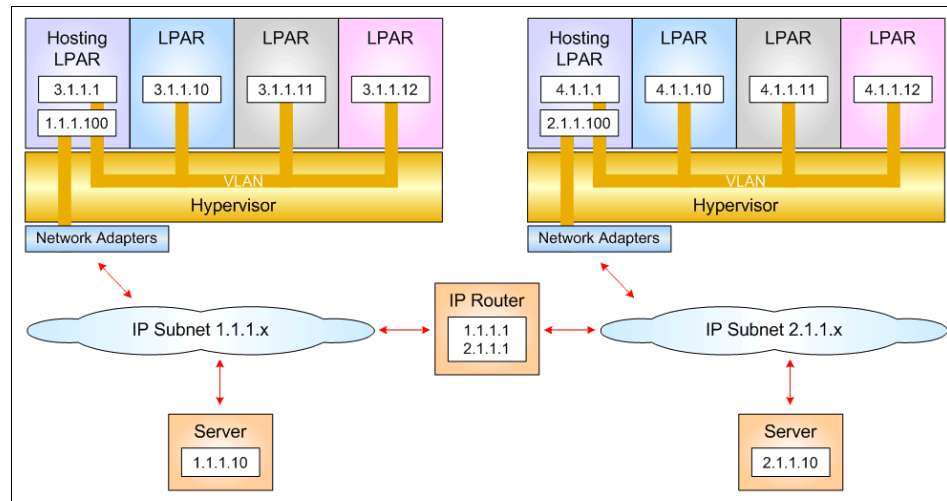 Hosting
LPAR
3.1.1.1
1.1.1.100
LPAR
3.1.1.10
LPAR
3.1.1.11
LPAR
3.1.1.12
VLAN
Hypervisor
Network Adapters
Hosting
LPAR
4.1.1.1
2.1.1.100
LPAR
4.1.1.10
LPAR
4.1.1.11
LPAR
4.1.1.12
VLAN
Hypervisor
Network Adapters
IP Subnet 1.1.1.x
IP Router
1.1.1.1
2.1.1.1
IP Subnet 2.1.1.x
Server
1.1.1.10
Server
2.1.1.10